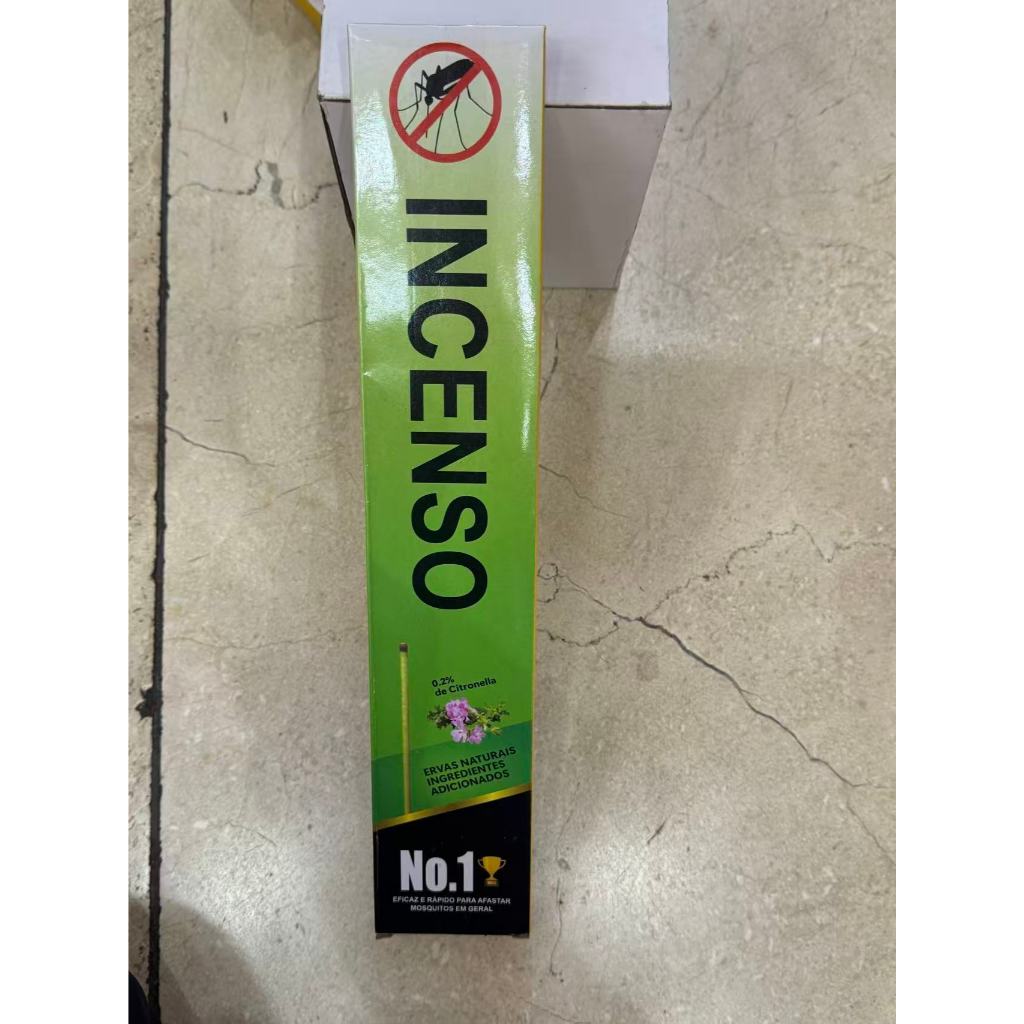 INCENSO
0.2%
de Citronella
ERVAS NATURAIS
INGREDIENTES
ADICIONADOS
No.1
EFICAZ E RÁPIDO PARA AFASTAR
MOSQUITOS EM GERAL